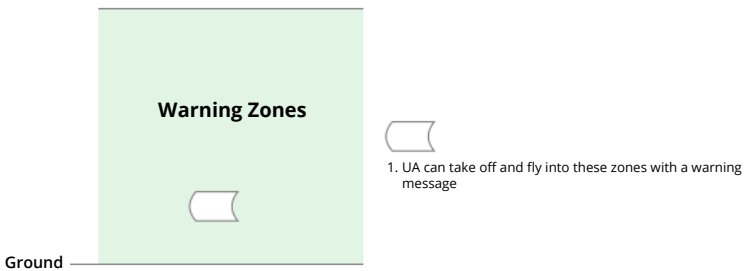 Warning Zones
1. UA can take off and fly into these zones with a warning
message
Ground